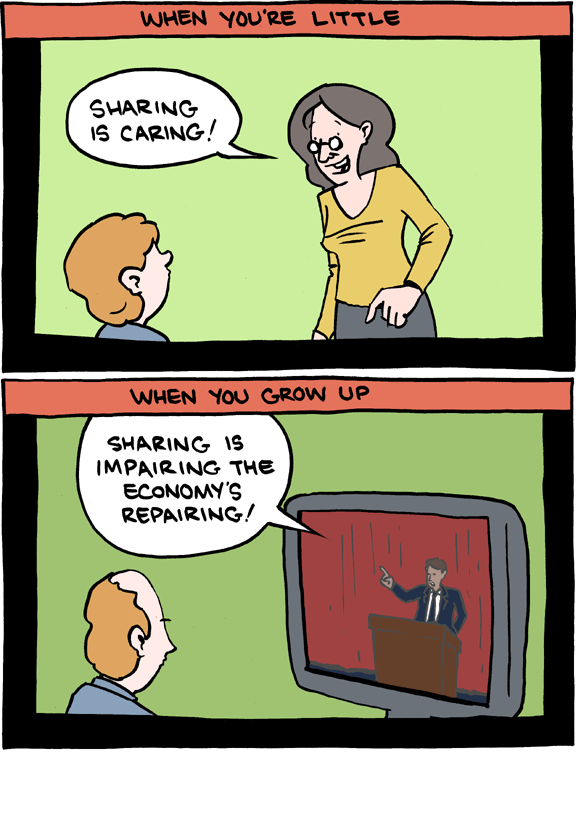 WHEN YOU'RE LITTLE
SHARING
IS CARING!
WHEN YOU GROW UP
SHARING IS
IMPAIRING THE
ECONOMY'S
REPAIRING!